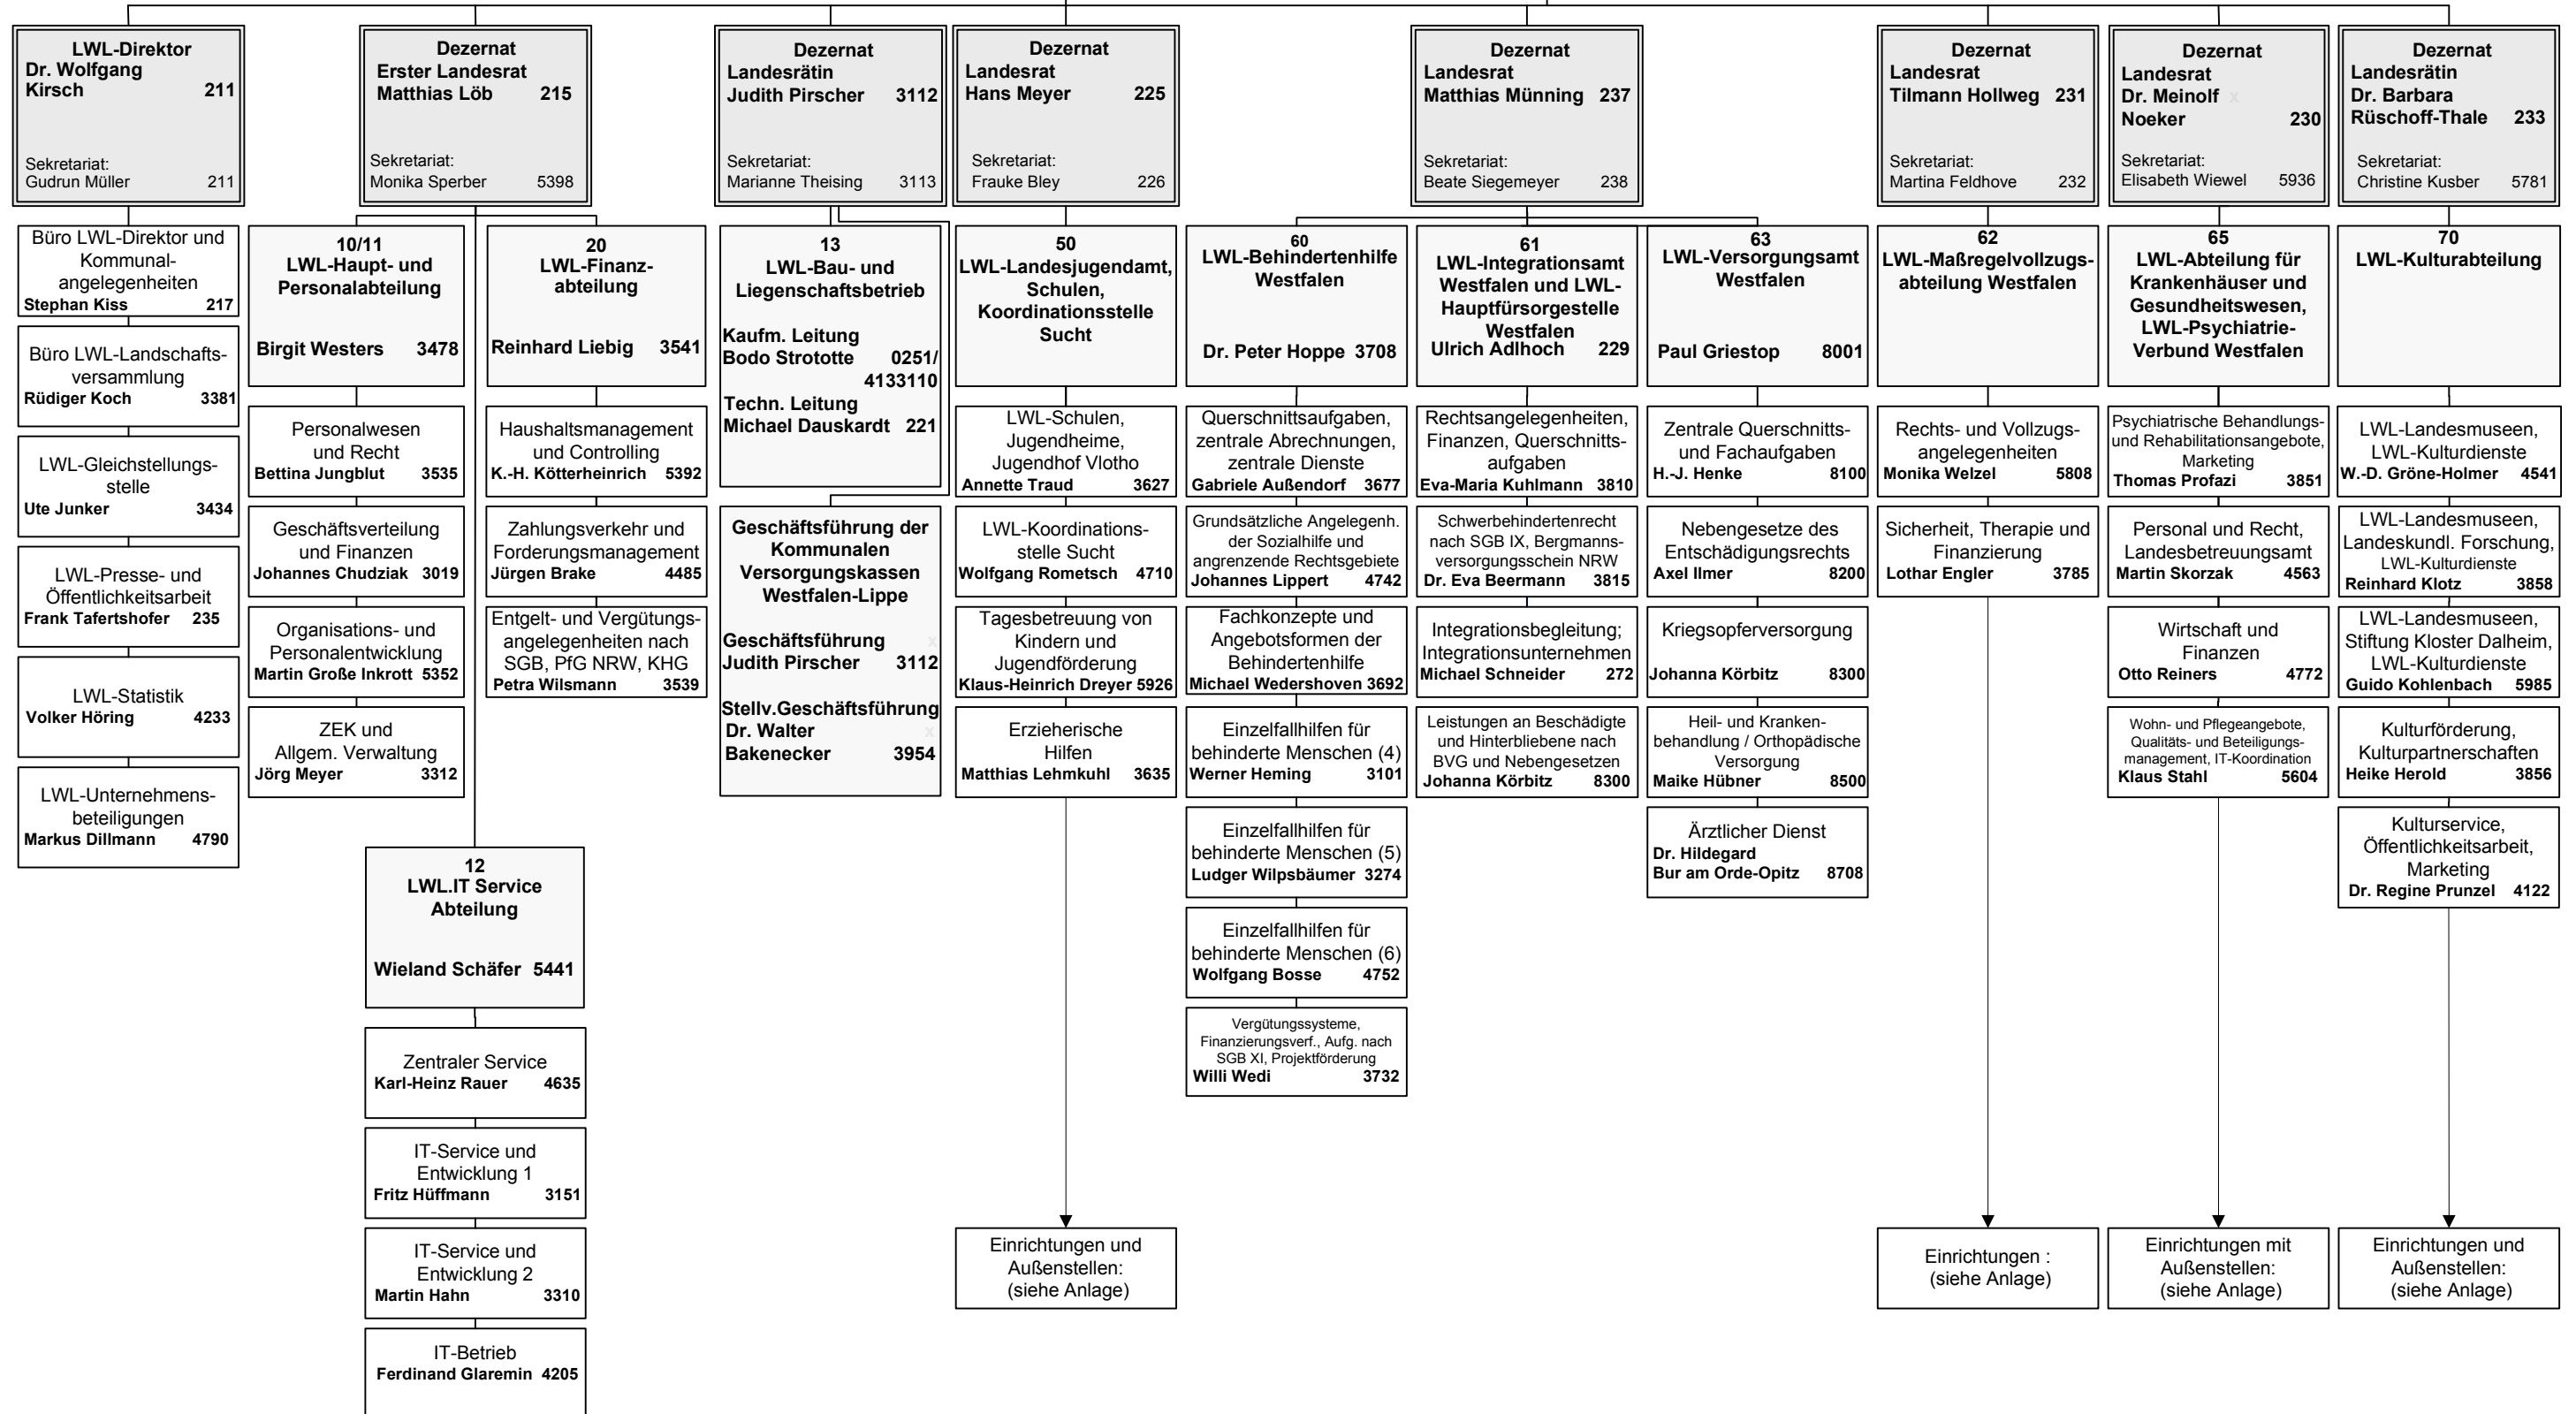 LWL-Direktor
Dr. Wolfgang
Kirsch 211
Sekretariat:
Gudrun Müller 211
Dezernat
Erster Landesrat
Matthias Löb 215
Sekretariat:
Monika Sperber 5398
Dezernat
Landesrätin
Judith Pirscher 3112
Sekretariat:
Marianne Theising 3113
Dezernat
Landesrat
Hans Meyer 225
Sekretariat:
Frauke Bley 226
Dezernat
Landesrat
Matthias Münning 237
Sekretariat:
Beate Siegemeyer 238
Dezernat
Landesrat
Tilmann Hollweg 231
Sekretariat:
Martina Feldhove 232
Dezernat
Landesrat
Dr. Meinolf x
Noeker 230
Sekretariat:
Elisabeth Wiewel 5936
Dezernat
Landesrätin
Dr. Barbara
Rüschoff-Thale 233
Sekretariat:
Christine Kusber 5781
Büro LWL-Direktor und
Kommunal-
angelegenheiten
Stephan Kiss 217
Büro LWL-Landschafts-
versammlung
Rüdiger Koch 3381
LWL-Gleichstellungs-
stelle
Ute Junker 3434
LWL-Presse- und
Öffentlichkeitsarbeit
Frank Tafertshofer 235
LWL-Statistik
Volker Höring 4233
LWL-Unternehmens-
beteiligungen
Markus Dillmann 4790
10/11
LWL-Haupt- und
Personalabteilung
Birgit Westers 3478
Personalwesen
und Recht
Bettina Jungblut 3535
Geschäftsverteilung
und Finanzen
Johannes Chudziak 3019
Organisations- und
Personalentwicklung
Martin Große Inkrott 5352
ZEK und
Allgem. Verwaltung
Jörg Meyer 3312
20
LWL-Finanz-
abteilung
Reinhard Liebig 3541
Haushaltsmanagement
und Controlling
K.-H. Kötterheinrich 5392
Zahlungsverkehr und
Forderungsmanagement
Jürgen Brake 4485
Entgelt- und Vergütungs-
angelegenheiten nach
SGB, PfG NRW, KHG
Petra Wilsmann 3539
12
LWL.IT Service
Abteilung
Wieland Schäfer 5441
Zentraler Service
Karl-Heinz Rauer 4635
IT-Service und
Entwicklung 1
Fritz Hüffmann 3151
IT-Service und
Entwicklung 2
Martin Hahn 3310
IT-Betrieb
Ferdinand Glaremin 4205
13
LWL-Bau- und
Liegenschaftsbetrieb
Kaufm. Leitung
Bodo Strototte 0251/
4133110
Techn. Leitung
Michael Dauskardt 221
Geschäftsführung der
Kommunalen
Versorgungskassen
Westfalen-Lippe
Geschäftsführung x
Judith Pirscher 3112
Stellv.Geschäftsführung
Dr. Walter x
Bakenecker 3954
50
LWL-Landesjugendamt,
Schulen,
Koordinationsstelle
Sucht
LWL-Schulen,
Jugendheime,
Jugendhof Vlotho
Annette Traud 3627
LWL-Koordinations-
stelle Sucht
Wolfgang Rometsch 4710
Tagesbetreuung von
Kindern und
Jugendförderung
Klaus-Heinrich Dreyer 5926
Erzieherische
Hilfen
Matthias Lehmkuhl 3635
Einrichtungen und
Außenstellen:
(siehe Anlage)
60
LWL-Behindertenhilfe
Westfalen
Dr. Peter Hoppe 3708
Querschnittsaufgaben,
zentrale Abrechnungen,
zentrale Dienste
Gabriele Außendorf 3677
Grundsätzliche Angelegenh.
der Sozialhilfe und
angrenzende Rechtsgebiete
Johannes Lippert 4742
Fachkonzepte und
Angebotsformen der
Behindertenhilfe
Michael Wedershoven 3692
Einzelfallhilfen für
behinderte Menschen (4)
Werner Heming 3101
Einzelfallhilfen für
behinderte Menschen (5)
Ludger Wilpsbäumer 3274
Einzelfallhilfen für
behinderte Menschen (6)
Wolfgang Bosse 4752
Vergütungssysteme,
Finanzierungsverf., Aufg. nach
SGB XI, Projektförderung
Willi Wedi 3732
61
LWL-Integrationsamt
Westfalen und LWL-
Hauptfürsorgestelle
Westfalen
Ulrich Adlhoch 229
Rechtsangelegenheiten,
Finanzen, Querschnitts-
aufgaben
Eva-Maria Kuhlmann 3810
Schwerbehindertenrecht
nach SGB IX, Bergmanns-
versorgungsschein NRW
Dr. Eva Beermann 3815
Integrationsbegleitung;
Integrationsunternehmen
Michael Schneider 272
Leistungen an Beschädigte
und Hinterbliebene nach
BVG und Nebengesetzen
Johanna Körbitz 8300
63
LWL-Versorgungsamt
Westfalen
Paul Griestop 8001
Zentrale Querschnitts-
und Fachaufgaben
H.-J. Henke 8100
Nebengesetze des
Entschädigungsrechts
Axel Ilmer 8200
Kriegsopferversorgung
Johanna Körbitz 8300
Heil- und Kranken-
behandlung / Orthopädische
Versorgung
Maike Hübner 8500
Ärztlicher Dienst
Dr. Hildegard
Bur am Orde-Opitz 8708
62
LWL-Maßregelvollzugs-
abteilung Westfalen
Rechts- und Vollzugs-
angelegenheiten
Monika Welzel 5808
Sicherheit, Therapie und
Finanzierung
Lothar Engler 3785
Einrichtungen :
(siehe Anlage)
65
LWL-Abteilung für
Krankenhäuser und
Gesundheitswesen,
LWL-Psychiatrie-
Verbund Westfalen
Psychiatrische Behandlungs-
und Rehabilitationsangebote,
Marketing
Thomas Profazi 3851
Personal und Recht,
Landesbetreuungsamt
Martin Skorzak 4563
Wirtschaft und
Finanzen
Otto Reiners 4772
Wohn- und Pflegeangebote,
Qualitäts- und Beteiligungs-
management, IT-Koordination
Klaus Stahl 5604
Einrichtungen mit
Außenstellen:
(siehe Anlage)
70
LWL-Kulturabteilung
LWL-Landesmuseen,
LWL-Kulturdienste
W.-D. Gröne-Holmer 4541
LWL-Landesmuseen,
Landeskundl. Forschung,
LWL-Kulturdienste
Reinhard Klotz 3858
LWL-Landesmuseen,
Stiftung Kloster Dalheim,
LWL-Kulturdienste
Guido Kohlenbach 5985
Kulturförderung,
Kulturpartnerschaften
Heike Herold 3856
Kulturservice,
Öffentlichkeitsarbeit,
Marketing
Dr. Regine Prunzel 4122
Einrichtungen und
Außenstellen:
(siehe Anlage)